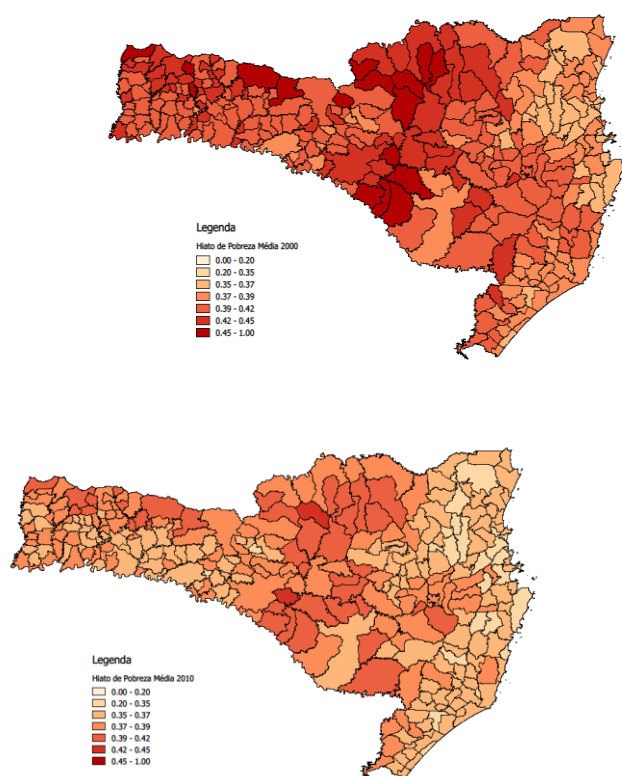 Legenda
Hiato de Pobreza Média 2000
0.00 - 0.20
0.20 - 0.35
0.35 - 0.37
0.37 - 0.39
0.39 - 0.42
0.42 - 0.45
0.45 - 1.00
Legenda
Hiato de Pobreza Média 2010
0.00 - 0.20
0.20 - 0.35
0.35 - 0.37
0.37 - 0.39
0.39 - 0.42
0.42 - 0.45
0.45 - 1.00